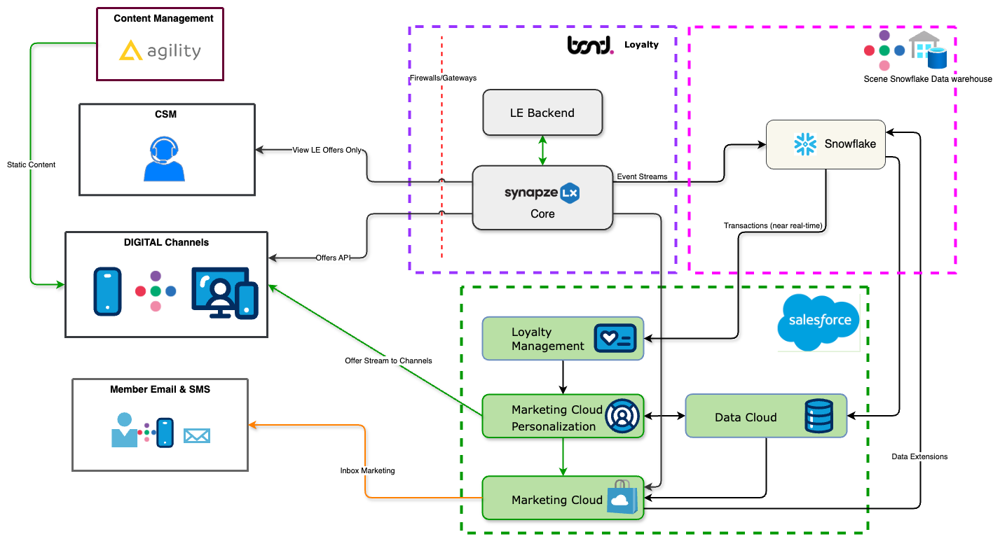 Content Management
agility
CSM
Static Content
View LE Offers Only
DIGITAL Channels
Offers API
Offer Stream to Channels
Member Email & SMS
Inbox Marketing
bond.
Loyalty
Firewalls/Gateways
LE Backend
synapze LX
Core
Event Streams
Scene Snowflake Data warehouse
Snowflake
Transactions (near real-time)
salesforce
Loyalty
Management
Marketing Cloud
Personalization
Data Cloud
Data Extensions
Marketing Cloud